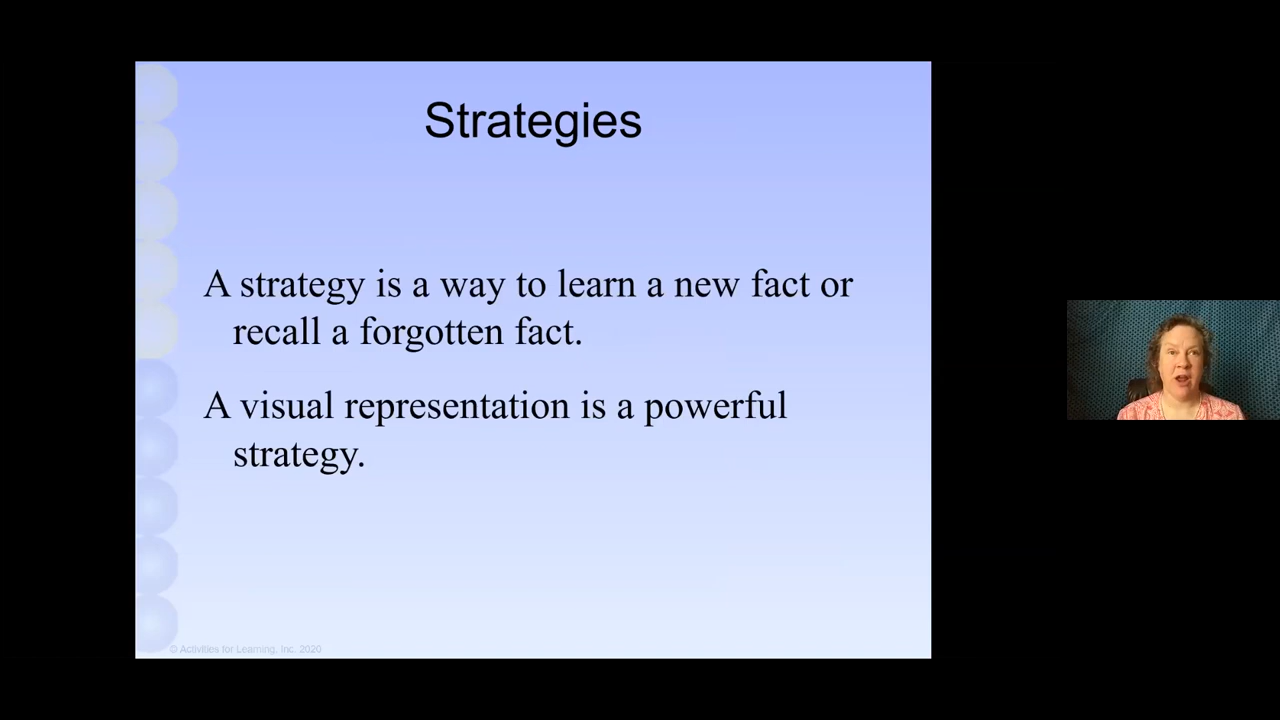 Strategies
A strategy is a way to learn a new fact or
recall a forgotten fact.
A visual representation is a powerful
strategy.
© Activities for Learning, Inc. 2020